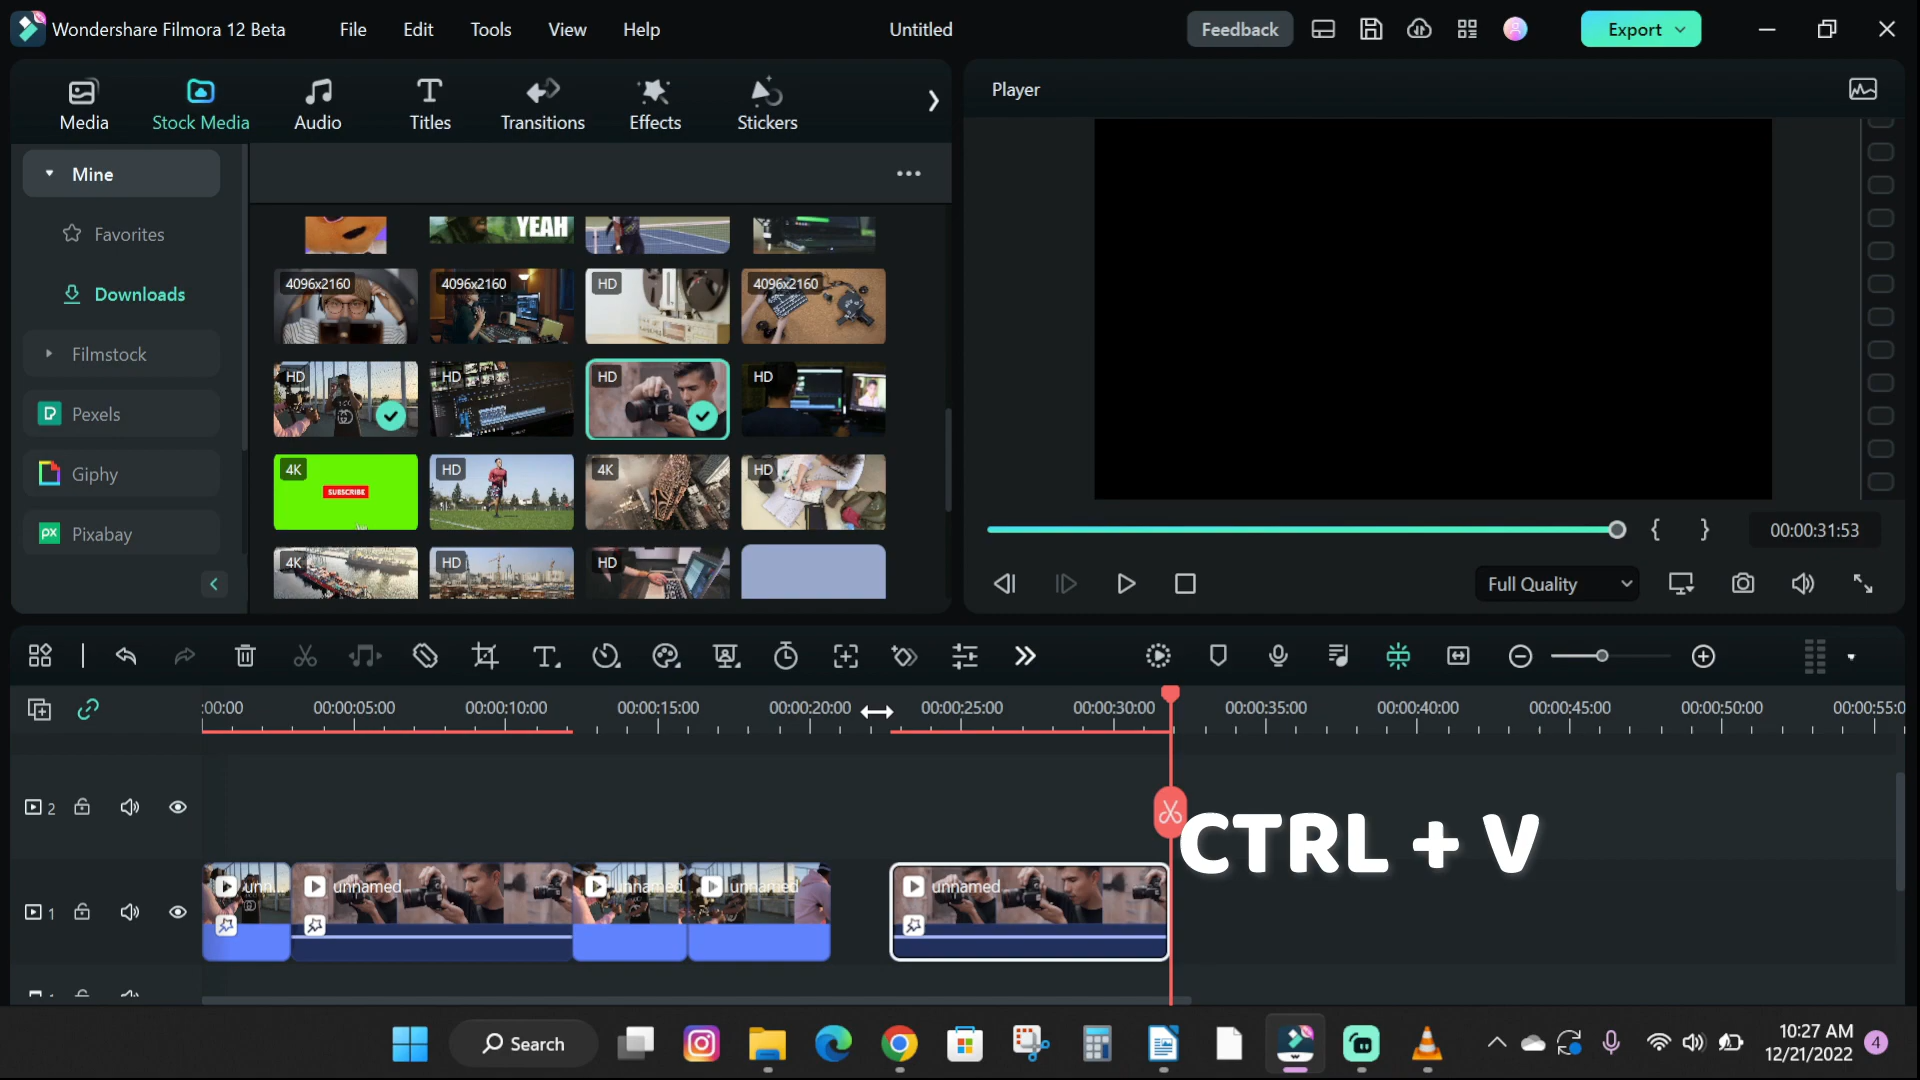 Wondershare Filmora 12 Beta
File
Edit
Tools
View
Help
Untitled
Feedback
Export
Media
Stock Media
Audio
Titles
Transitions
Effects
Stickers
Player
Mine
Favorites
Downloads
Filmstock
Pexels
Giphy
Pixabay
YEAH
4096x2160
4096x2160
HD
4096x2160
HD
HD
HD
HD
4K
SUBSCRIBE
HD
4K
HD
4K
HD
HD
00:00:31:53
Full Quality
:00:00
00:00:05:00
00:00:10:00
00:00:15:00
00:00:20:00
00:00:25:00
00:00:30:00
00:00:35:00
00:00:40:00
00:00:45:00
00:00:50:00
00:00:55:0
2
CTRL + V
1
unn...
unnamed
unnamed
unnamed
unnamed
Search
10:27 AM
12/21/2022
4